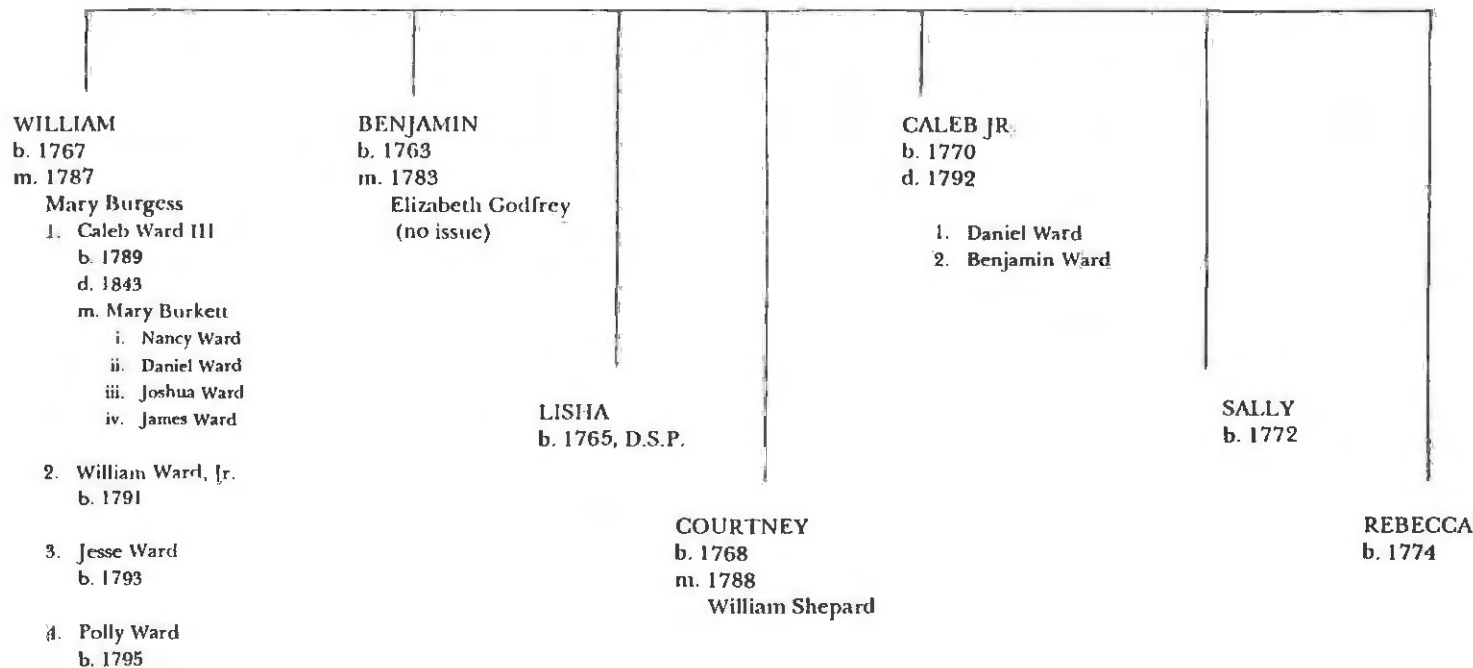 WILLIAM
b. 1767
m. 1787
Mary Burgess
1. Caleb Ward III
b. 1789
d. 1843
m. Mary Burkett
i. Nancy Ward
ii. Daniel Ward
iii. Joshua Ward
iv. James Ward
2. William Ward, Jr.
b. 1791
3. Jesse Ward
b. 1793
4. Polly Ward
b. 1795
BENJAMIN
b. 1763
m. 1783
Elizabeth Godfrey
(no issue)
LISHA
b. 1765, D.S.P.
COURTNEY
b. 1768
m. 1788
William Shepard
CALEB JR.
b. 1770
d. 1792
1. Daniel Ward
2. Benjamin Ward
SALLY
b. 1772
REBECCA
b. 1774